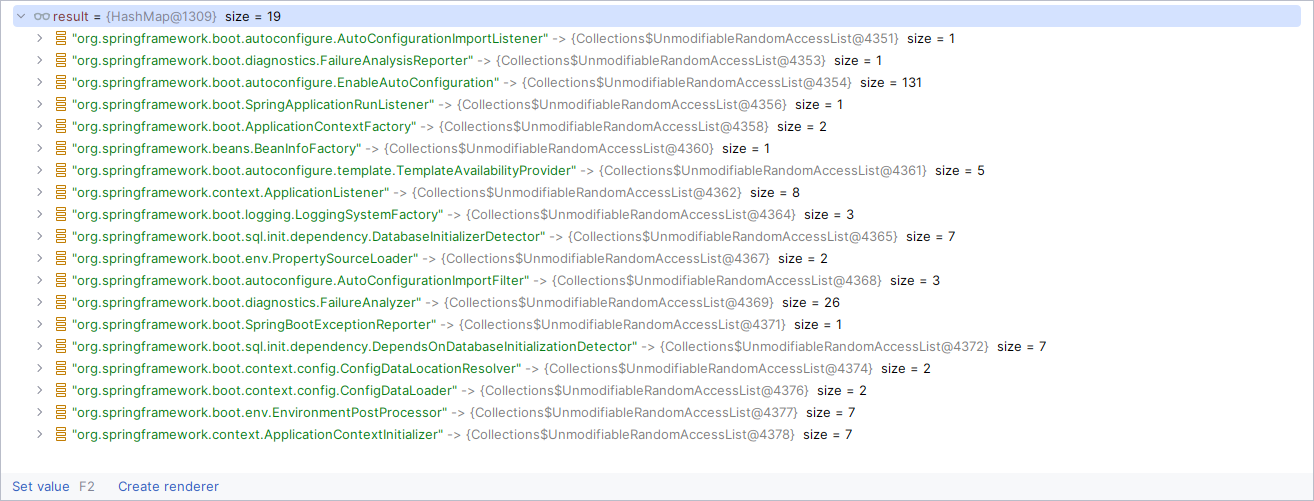 result = {HashMap@1309} size = 19
"org.springframework.boot.autoconfigure.AutoConfigurationImportListener" -> {Collections$UnmodifiableRandomAccessList@4351} size = 1
"org.springframework.boot.diagnostics.FailureAnalysisReporter" -> {Collections$UnmodifiableRandomAccessList@4353} size = 1
"org.springframework.boot.autoconfigure.EnableAutoConfiguration" -> {Collections$UnmodifiableRandomAccessList@4354} size = 131
"org.springframework.boot.SpringApplicationRunListener" -> {Collections$UnmodifiableRandomAccessList@4356} size = 1
"org.springframework.boot.ApplicationContextFactory" -> {Collections$UnmodifiableRandomAccessList@4358} size = 2
"org.springframework.beans.BeanInfoFactory" -> {Collections$UnmodifiableRandomAccessList@4360} size = 1
"org.springframework.boot.autoconfigure.template.TemplateAvailabilityProvider" -> {Collections$UnmodifiableRandomAccessList@4361} size = 5
"org.springframework.context.ApplicationListener" -> {Collections$UnmodifiableRandomAccessList@4362} size = 8
"org.springframework.boot.logging.LoggingSystemFactory" -> {Collections$UnmodifiableRandomAccessList@4364} size = 3
"org.springframework.boot.sql.init.dependency.DatabaseInitializerDetector" -> {Collections$UnmodifiableRandomAccessList@4365} size = 7
"org.springframework.boot.env.PropertySourceLoader" -> {Collections$UnmodifiableRandomAccessList@4367} size = 2
"org.springframework.boot.autoconfigure.AutoConfigurationImportFilter" -> {Collections$UnmodifiableRandomAccessList@4368} size = 3
"org.springframework.boot.diagnostics.FailureAnalyzer" -> {Collections$UnmodifiableRandomAccessList@4369} size = 26
"org.springframework.boot.SpringBootExceptionReporter" -> {Collections$UnmodifiableRandomAccessList@4371} size = 1
"org.springframework.boot.sql.init.dependency.DependsOnDatabaseInitializationDetector" -> {Collections$UnmodifiableRandomAccessList@4372} size = 7
"org.springframework.boot.context.config.ConfigDataLocationResolver" -> {Collections$UnmodifiableRandomAccessList@4374} size = 2
"org.springframework.boot.context.config.ConfigDataLoader" -> {Collections$UnmodifiableRandomAccessList@4376} size = 2
"org.springframework.boot.env.EnvironmentPostProcessor" -> {Collections$UnmodifiableRandomAccessList@4377} size = 7
"org.springframework.context.ApplicationContextInitializer" -> {Collections$UnmodifiableRandomAccessList@4378} size = 7
Set value F2 Create renderer